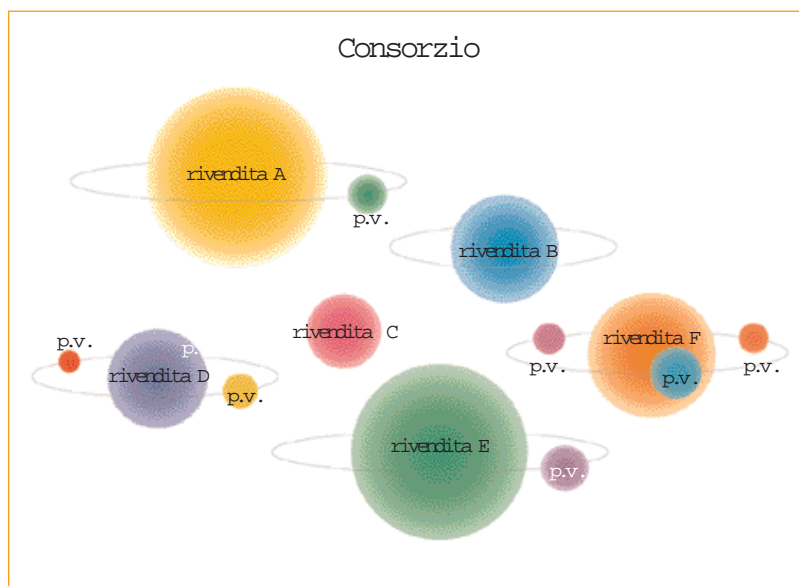 Consorzio
rivendita A
p.v.
rivendita B
rivendita C
p.v.
rivendita D
p.v.
rivendita F
p.v.
p.v.
p.v.
rivendita E
p.v.